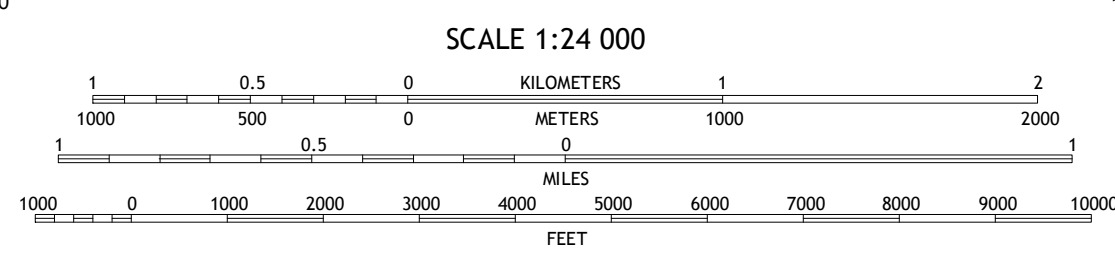 SCALE 1:24 000
1 0.5 0 KILOMETERS 1 2
1000 500 0 METERS 1000 2000
1 0.5 0 1
MILES
1000 0 1000 2000 3000 4000 5000 6000 7000 8000 9000 10000
FEET